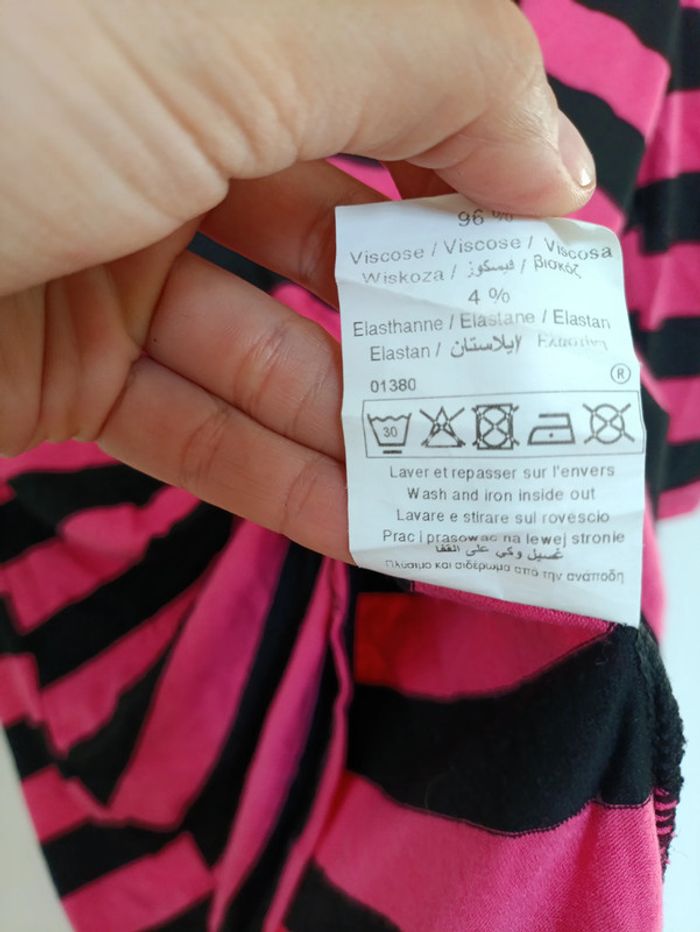 96 %
Viscose / Viscose / Viscosa
Wiskoza / فيسكوز / βισκόζ
4 %
Elasthanne / Elastane / Elastan
Elastan / إيلاستان /
01380
®
30
Laver et repasser sur l'envers
Wash and iron inside out
Lavare e stirare sul rovescio
Prac i prasowac na lewej stronie
غسيل وكي على القفا
Πλύσιμο και σιδέρωμα από την ανάποδη